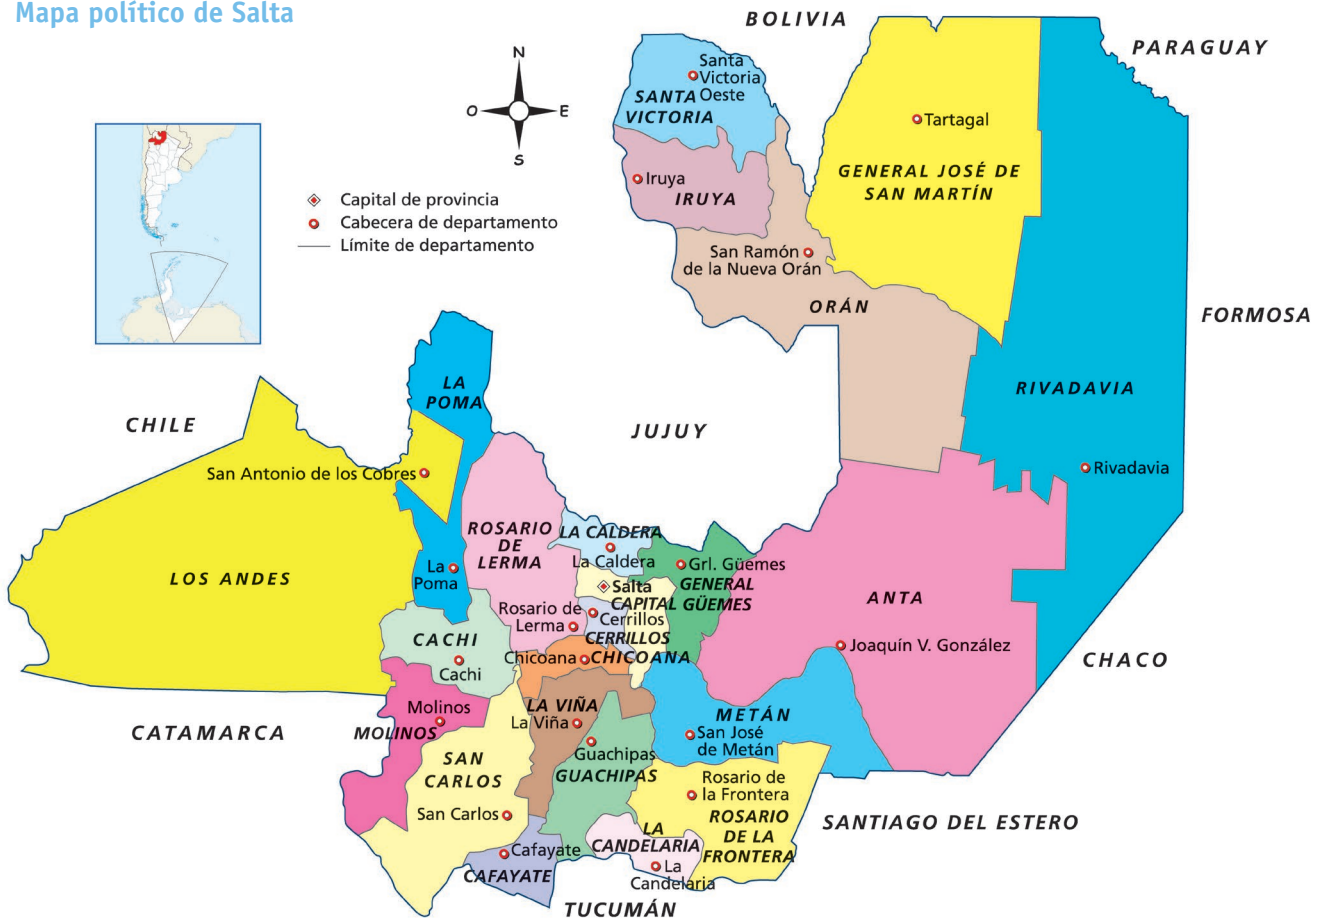 Mapa político de Salta
BOLIVIA
PARAGUAY
N
O
E
S
Capital de provincia
Cabecera de departamento
Límite de departamento
Santa
Victoria
Oeste
SANTA
VICTORIA
Iruya
IRUYA
Tartagal
GENERAL JOSÉ DE
SAN MARTÍN
San Ramón
de la Nueva Orán
ORÁN
FORMOSA
RIVADAVIA
Rivadavia
LA
POMA
CHILE
JUJUY
San Antonio de los Cobres
LOS ANDES
La
Poma
ROSARIO
DE
LERMA
Rosario de
Lerma
LA CALDERA
La Caldera
Grl. Güemes
GENERAL
GÜEMES
Salta
CAPITAL
Cerrillos
CERRILLOS
ANTA
Joaquín V. González
CACHI
Cachi
Chicoana
CHICOANA
CHACO
Molinos
MOLINOS
LA VIÑA
La Viña
METÁN
San José
de Metán
CATAMARCA
SAN
CARLOS
San Carlos
Guachipas
GUACHIPAS
Rosario de
la Frontera
ROSARIO
DE LA
FRONTERA
SANTIAGO DEL ESTERO
LA
CANDELARIA
La
Candelaria
Cafayate
CAFAYATE
TUCUMÁN